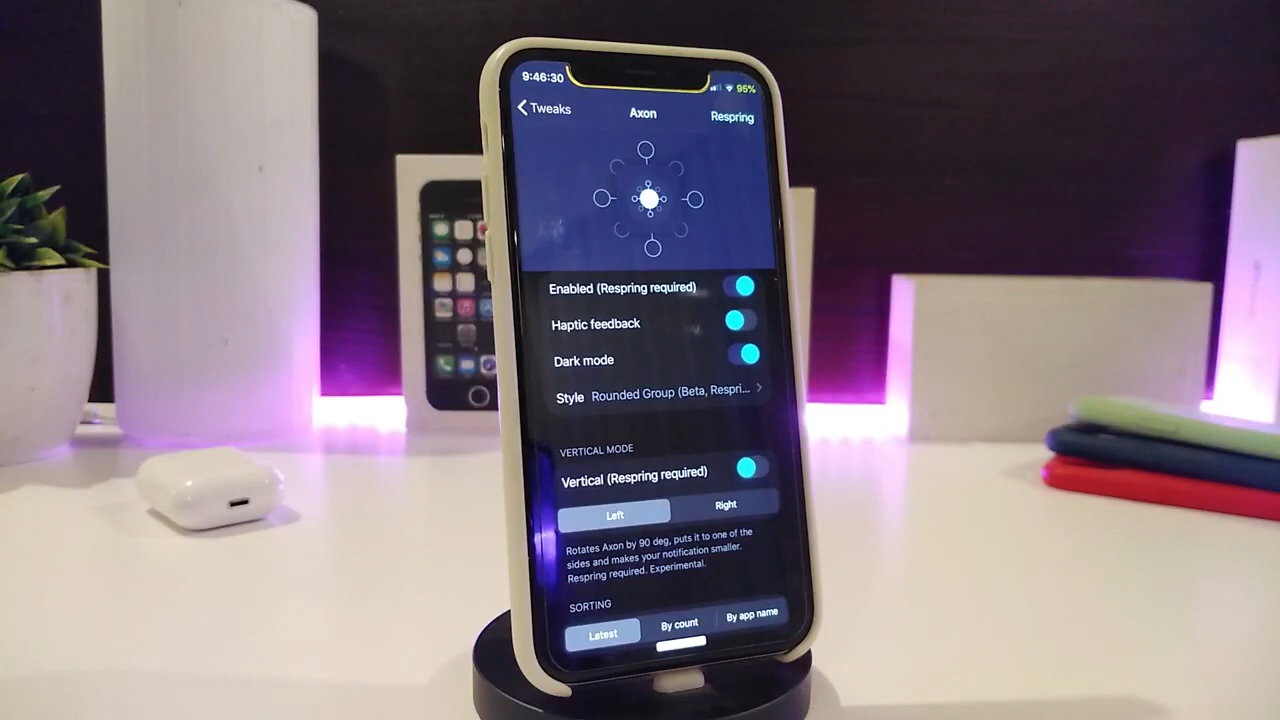 9:46:30
95%
Tweaks
Axon
Respring
Enabled (Respring required)
Haptic feedback
Dark mode
Style Rounded Group (Beta, Respri...
VERTICAL MODE
Vertical (Respring required)
Left
Right
Rotates Axon by 90 deg, puts it to one of the
sides and makes your notification smaller.
Respring required. Experimental.
SORTING
Latest
By count
By app name